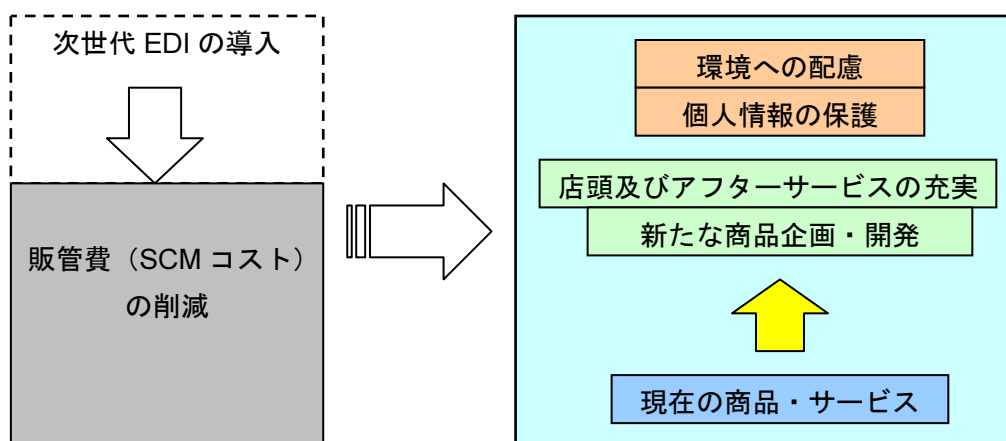 次世代 EDI の導入
販管費（SCM コスト）
の削減
環境への配慮
個人情報の保護
店頭及びアフターサービスの充実
新たな商品企画・開発
現在の商品・サービス